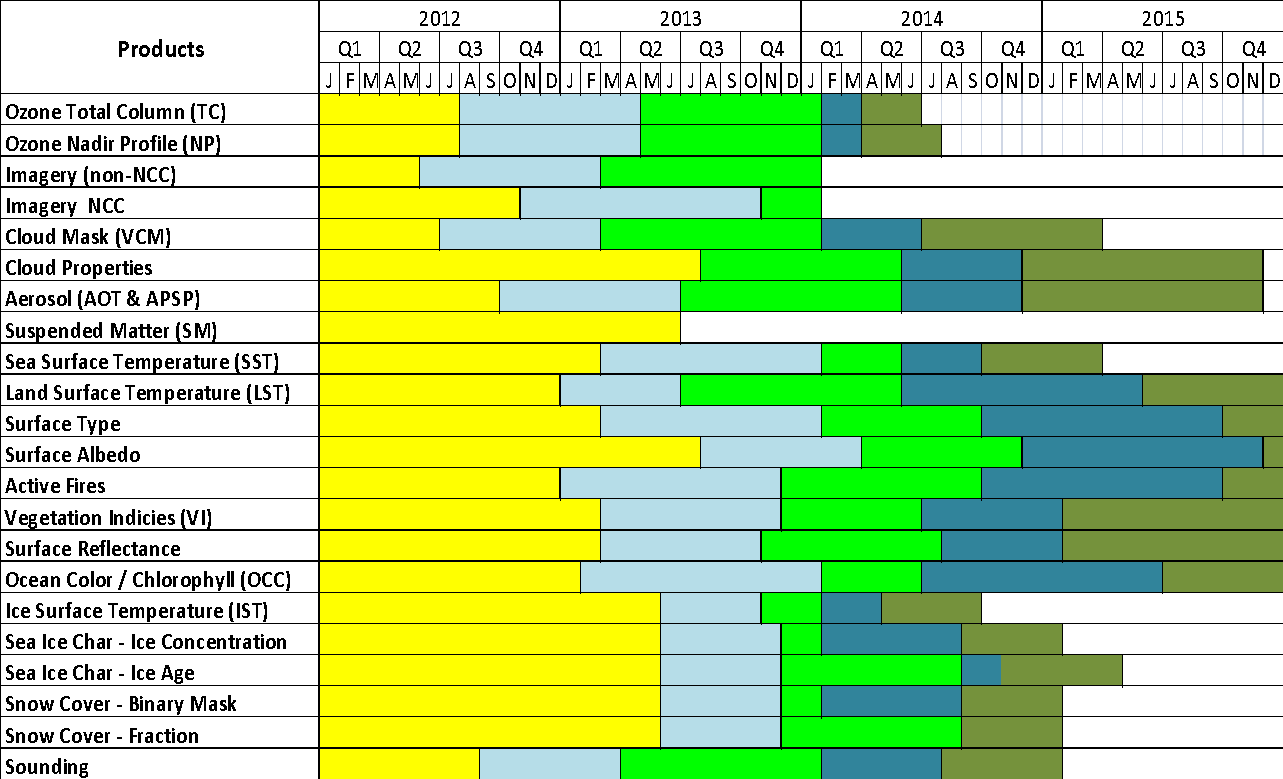 2012 2013 2014 2015
Products
Q1 Q2 Q3 Q4 Q1 Q2 Q3 Q4 Q1 Q2 Q3 Q4 Q1 Q2 Q3 Q4
J F M A M J J A S O N D J F M A M J J A S O N D J F M A M J J A S O N D J F M A M J J A S O N D
Ozone Total Column (TC)
Ozone Nadir Profile (NP)
Imagery (non-NCC)
Imagery NCC
Cloud Mask (VCM)
Cloud Properties
Aerosol (AOT & APSP)
Suspended Matter (SM)
Sea Surface Temperature (SST)
Land Surface Temperature (LST)
Surface Type
Surface Albedo
Active Fires
Vegetation Indicies (VI)
Surface Reflectance
Ocean Color / Chlorophyll (OCC)
Ice Surface Temperature (IST)
Sea Ice Char - Ice Concentration
Sea Ice Char - Ice Age
Snow Cover - Binary Mask
Snow Cover - Fraction
Sounding